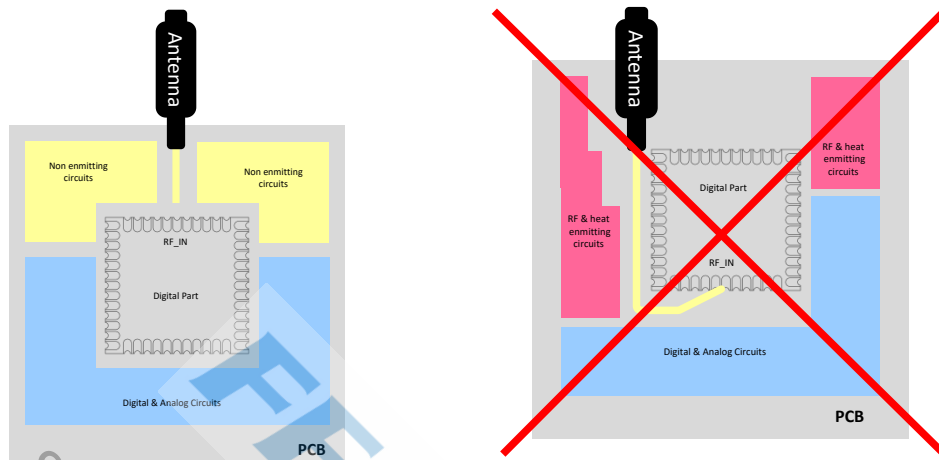 Antenna
Non enmitting
circuits
Non enmitting
circuits
RF_IN
Digital Part
Digital & Analog Circuits
PCB
Antenna
RF & heat
enmitting
circuits
Digital Part
RF & heat
enmitting
circuits
RF_IN
Digital & Analog Circuits
PCB